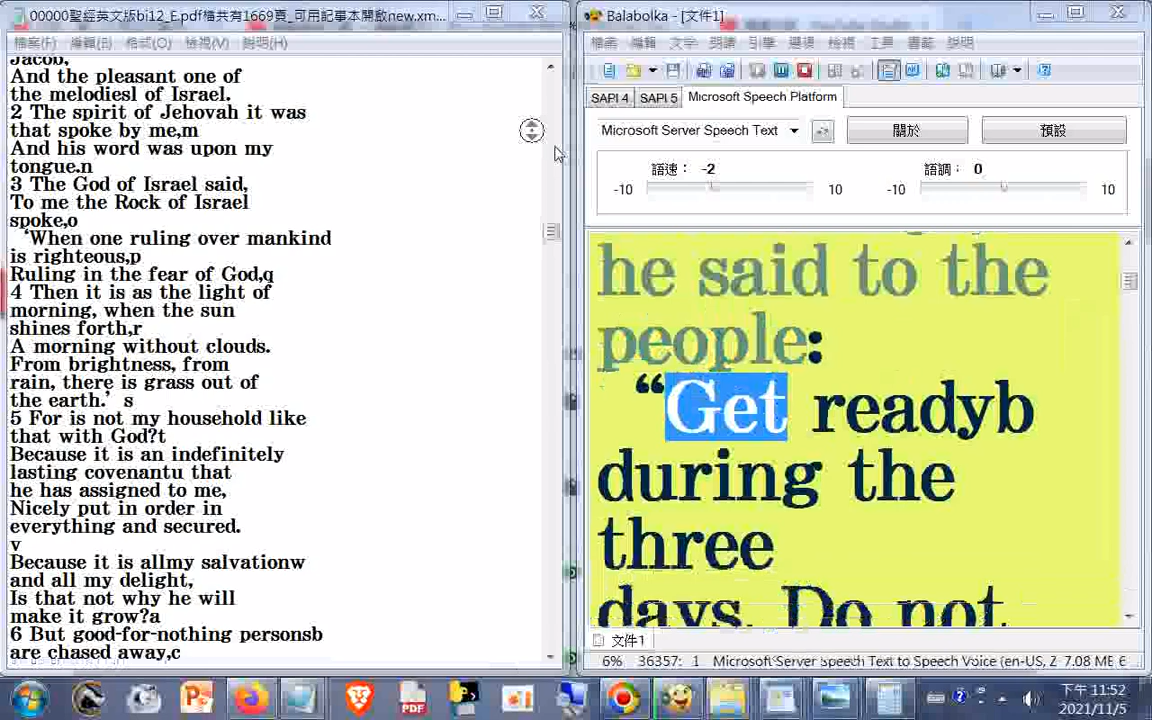 00000聖經英文版bi12_E.pdf檔共有1669頁_可用記事本開啟new.xm...
檔案(F) 編輯(E) 格式(O) 檢視(V) 說明(H)
Jacob,
And the pleasant one of
the melodiesl of Israel.
2 The spirit of Jehovah it was
that spoke by me,m
And his word was upon my
tongue.n
3 The God of Israel said,
To me the Rock of Israel
spoke,o
‘When one ruling over mankind
is righteous,p
Ruling in the fear of God,q
4 Then it is as the light of
morning, when the sun
shines forth,r
A morning without clouds.
From brightness, from
rain, there is grass out of
the earth.’ s
5 For is not my household like
that with God?t
Because it is an indefinitely
lasting covenantu that
he has assigned to me,
Nicely put in order in
everything and secured.
v
Because it is allmy salvationw
and all my delight,
Is that not why he will
make it grow?a
6 But good-for-nothing personsb
are chased away,c
Balabolka - [文件1]
檔案 編輯 文字 朗讀 引擎 選項 檢視 工具 書籤 說明
SAPI 4 SAPI 5 Microsoft Speech Platform
Microsoft Server Speech Text 關於 預設
語速： -2 語調： 0
-10 10 -10 10
he said to the
people:
“Get readyb
during the
three
days. Do not
文件1
6% 36357: 1 Microsoft Server Speech Text to Speech Voice (en-US, Z 7.08 MB 6
PDF
下午 11:52
2021/11/5